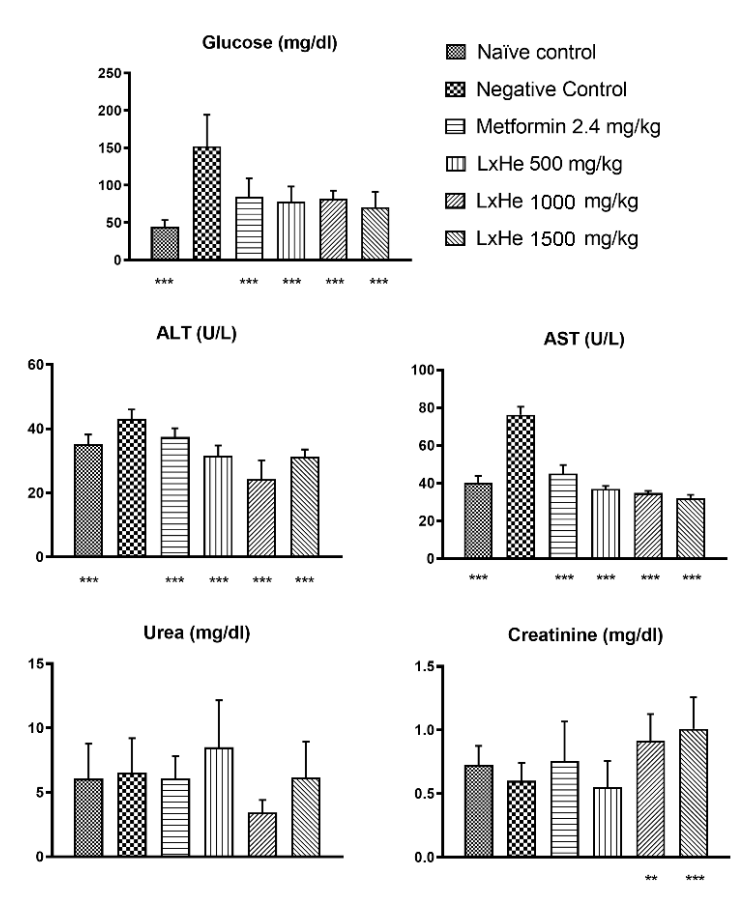 Glucose (mg/dl)
250
200
150
100
50
0
*** *** *** *** ***
Naïve control
Negative Control
Metformin 2.4 mg/kg
LxHe 500 mg/kg
LxHe 1000 mg/kg
LxHe 1500 mg/kg
ALT (U/L)
60
40
20
0
*** *** *** *** ***
AST (U/L)
100
80
60
40
20
0
*** *** *** *** ***
Urea (mg/dl)
15
10
5
0
Creatinine (mg/dl)
1.5
1.0
0.5
0.0
** ***